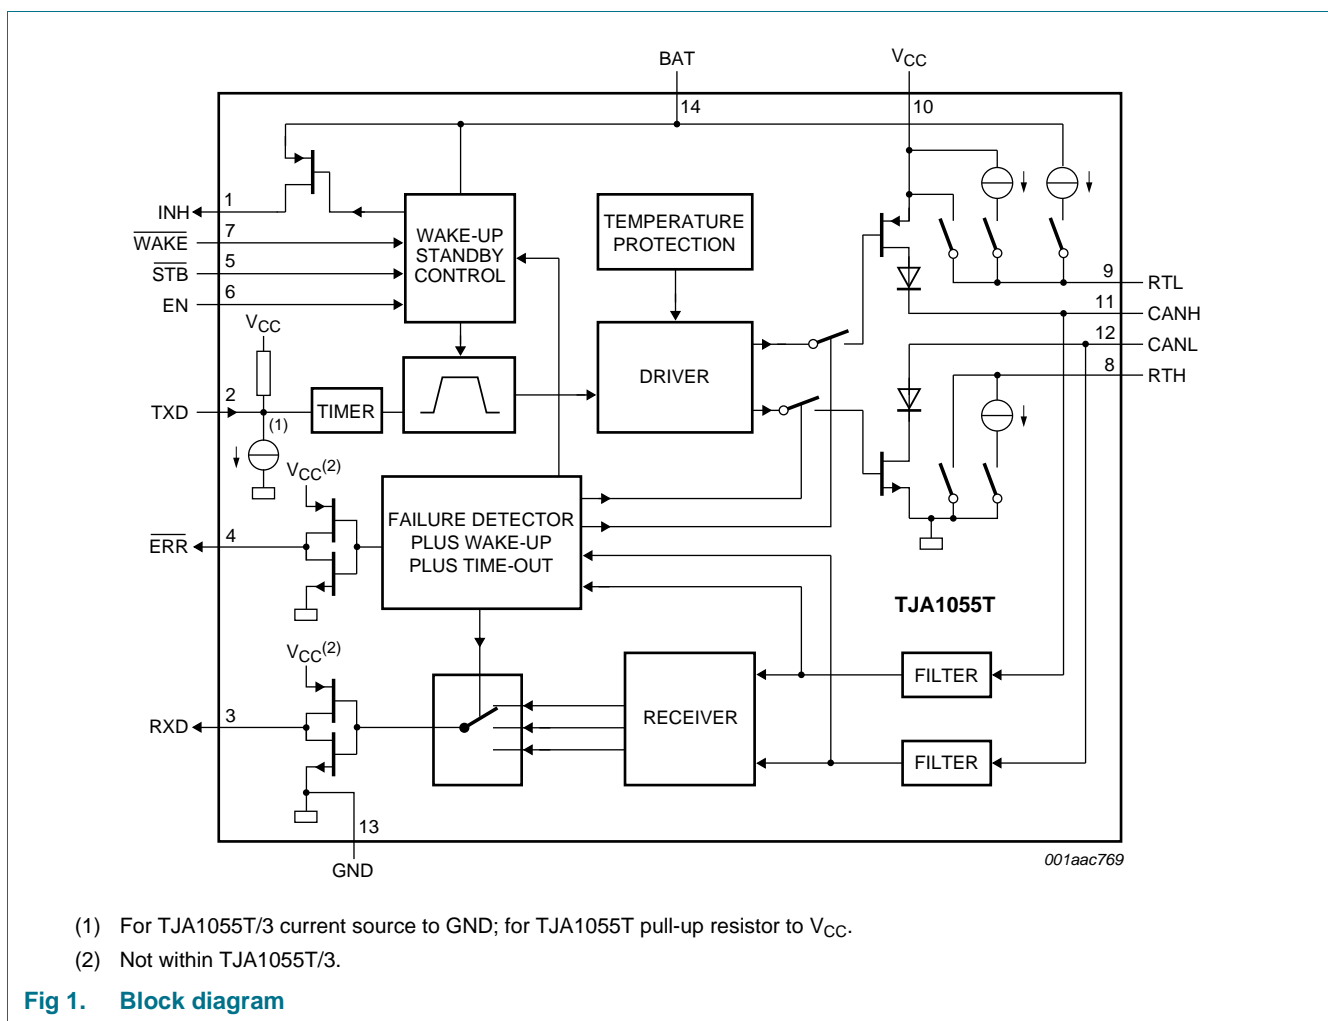 BAT
VCC
14
10
1
INH
7
WAKE
5
STB
6
EN
WAKE-UP
STANDBY
CONTROL
TEMPERATURE
PROTECTION
9
RTL
11
CANH
12
CANL
8
RTH
VCC
2
TXD
(1)
TIMER
DRIVER
VCC(2)
4
ERR
FAILURE DETECTOR
PLUS WAKE-UP
PLUS TIME-OUT
TJA1055T
VCC(2)
3
RXD
RECEIVER
FILTER
FILTER
13
GND
001aac769
(1) For TJA1055T/3 current source to GND; for TJA1055T pull-up resistor to VCC.
(2) Not within TJA1055T/3.
Fig 1. Block diagram